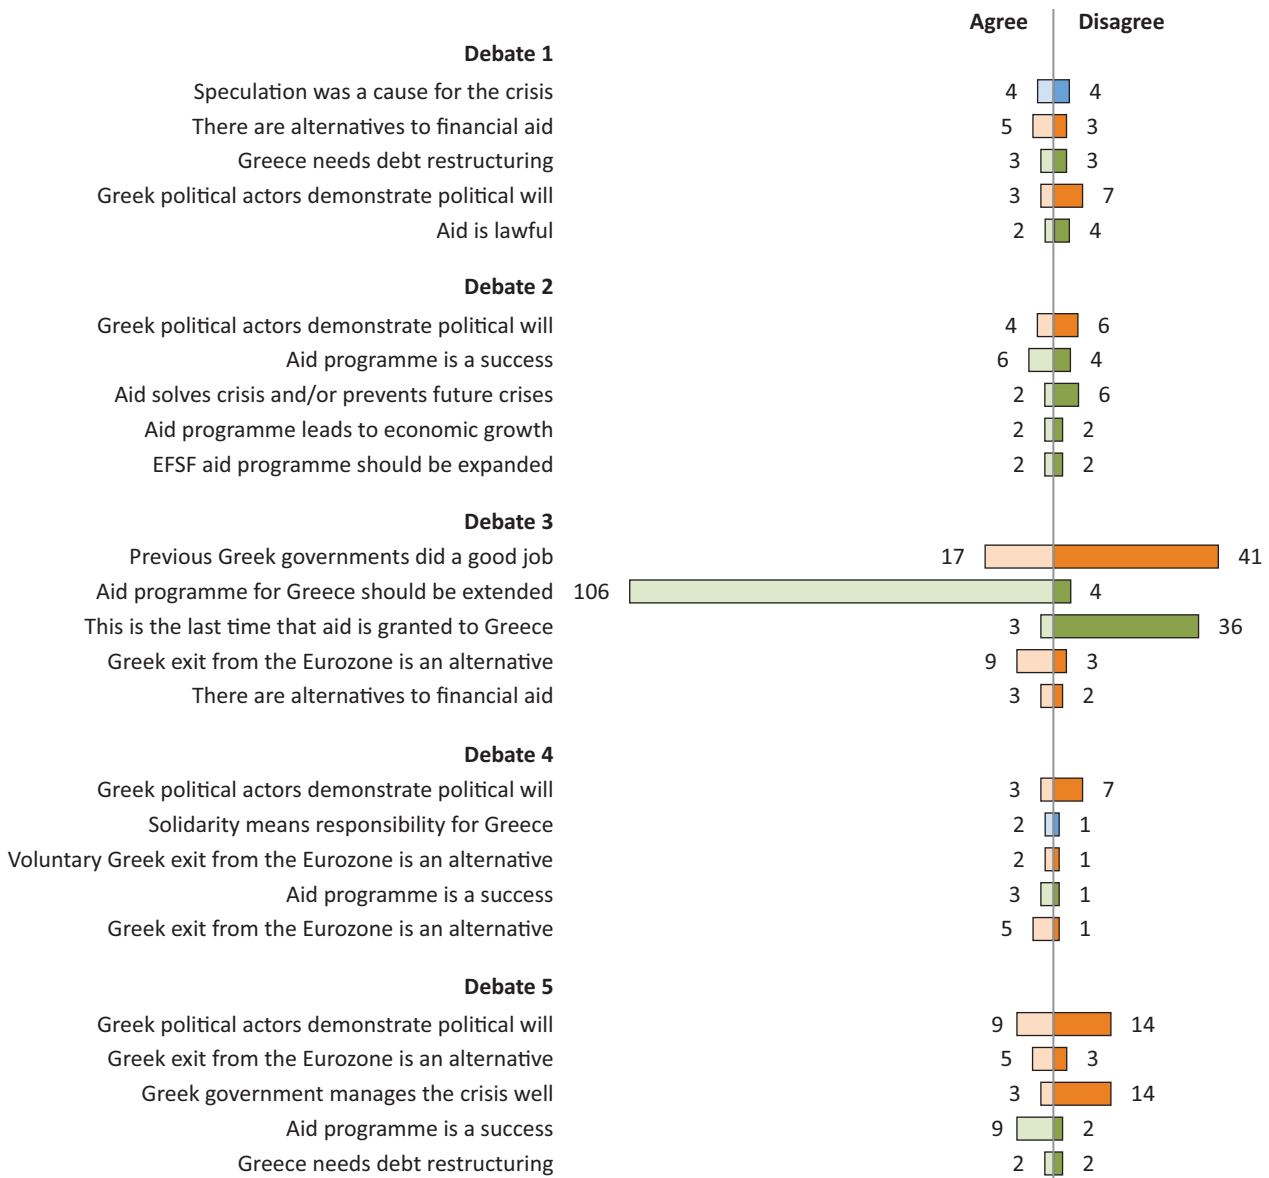 Agree Disagree
Debate 1
Speculation was a cause for the crisis 4 4
There are alternatives to financial aid 5 3
Greece needs debt restructuring 3 3
Greek political actors demonstrate political will 3 7
Aid is lawful 2 4
Debate 2
Greek political actors demonstrate political will 4 6
Aid programme is a success 6 4
Aid solves crisis and/or prevents future crises 2 6
Aid programme leads to economic growth 2 2
EFSF aid programme should be expanded 2 2
Debate 3
Previous Greek governments did a good job 17 41
Aid programme for Greece should be extended 106 4
This is the last time that aid is granted to Greece 3 36
Greek exit from the Eurozone is an alternative 9 3
There are alternatives to financial aid 3 2
Debate 4
Greek political actors demonstrate political will 3 7
Solidarity means responsibility for Greece 2 1
Voluntary Greek exit from the Eurozone is an alternative 2 1
Aid programme is a success 3 1
Greek exit from the Eurozone is an alternative 5 1
Debate 5
Greek political actors demonstrate political will 9 14
Greek exit from the Eurozone is an alternative 5 3
Greek government manages the crisis well 3 14
Aid programme is a success 9 2
Greece needs debt restructuring 2 2